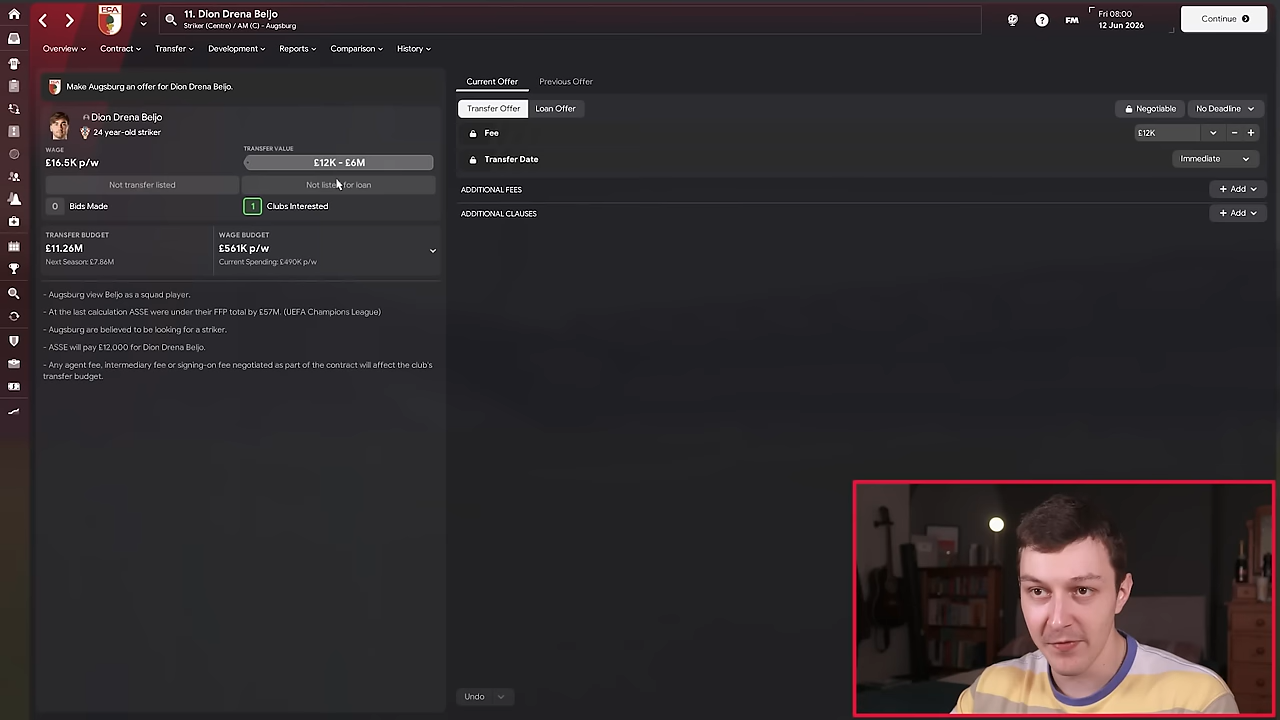 11. Dion Drena Beljo
Striker (Centre) / AM (C) - Augsburg
FM
Fri 08:00
12 Jun 2026
Continue
Overview
Contract
Transfer
Development
Reports
Comparison
History
Make Augsburg an offer for Dion Drena Beljo.
Dion Drena Beljo
24 year-old striker
WAGE
£16.5K p/w
TRANSFER VALUE
£12K - £6M
Not transfer listed
Not listed for loan
0 Bids Made
1 Clubs Interested
TRANSFER BUDGET
£11.26M
Next Season: £7.86M
WAGE BUDGET
£561K p/w
Current Spending: £490K p/w
- Augsburg view Beljo as a squad player.
- At the last calculation ASSE were under their FFP total by £57M. (UEFA Champions League)
- Augsburg are believed to be looking for a striker.
- ASSE will pay £12,000 for Dion Drena Beljo.
- Any agent fee, intermediary fee or signing-on fee negotiated as part of the contract will affect the club's
transfer budget.
Current Offer
Previous Offer
Transfer Offer
Loan Offer
Negotiable
No Deadline
Fee
£12K
Transfer Date
Immediate
ADDITIONAL FEES
+ Add
ADDITIONAL CLAUSES
+ Add
Undo